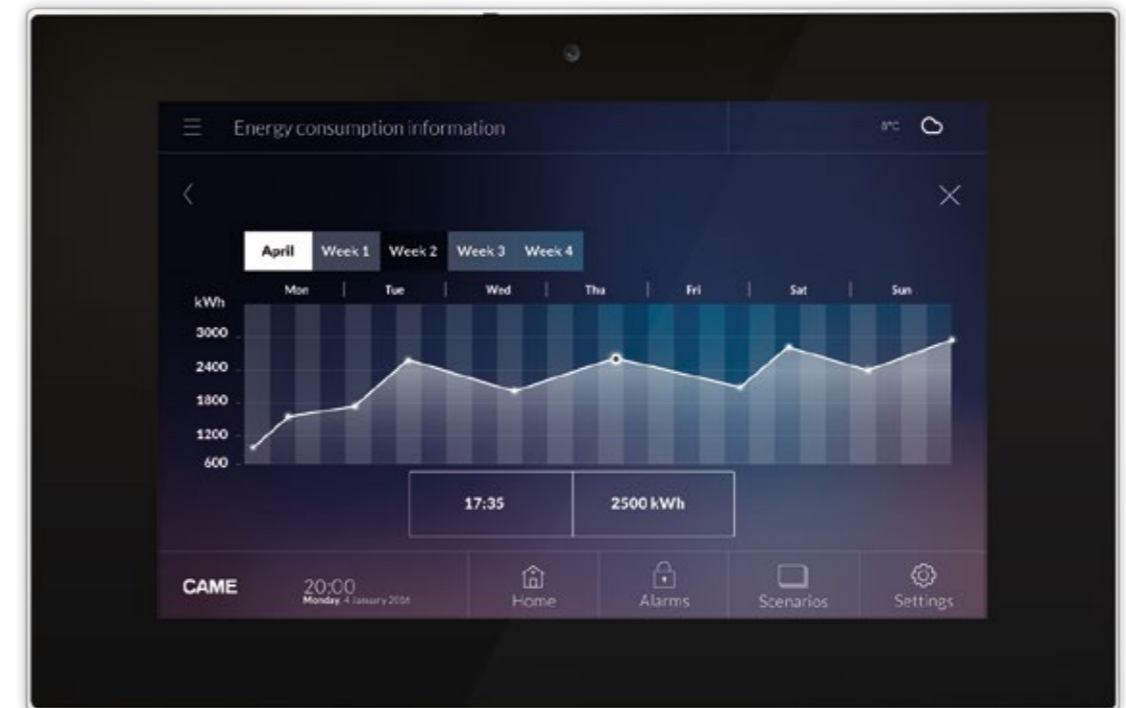 Energy consumption information
8°C
April Week 1 Week 2 Week 3 Week 4
Mon Tue Wed Thu Fri Sat Sun
kWh
3000
2400
1800
1200
600
17:35 2500 kWh
CAME
20:00
Monday 4 January 2016
Home
Alarms
Scenarios
Settings